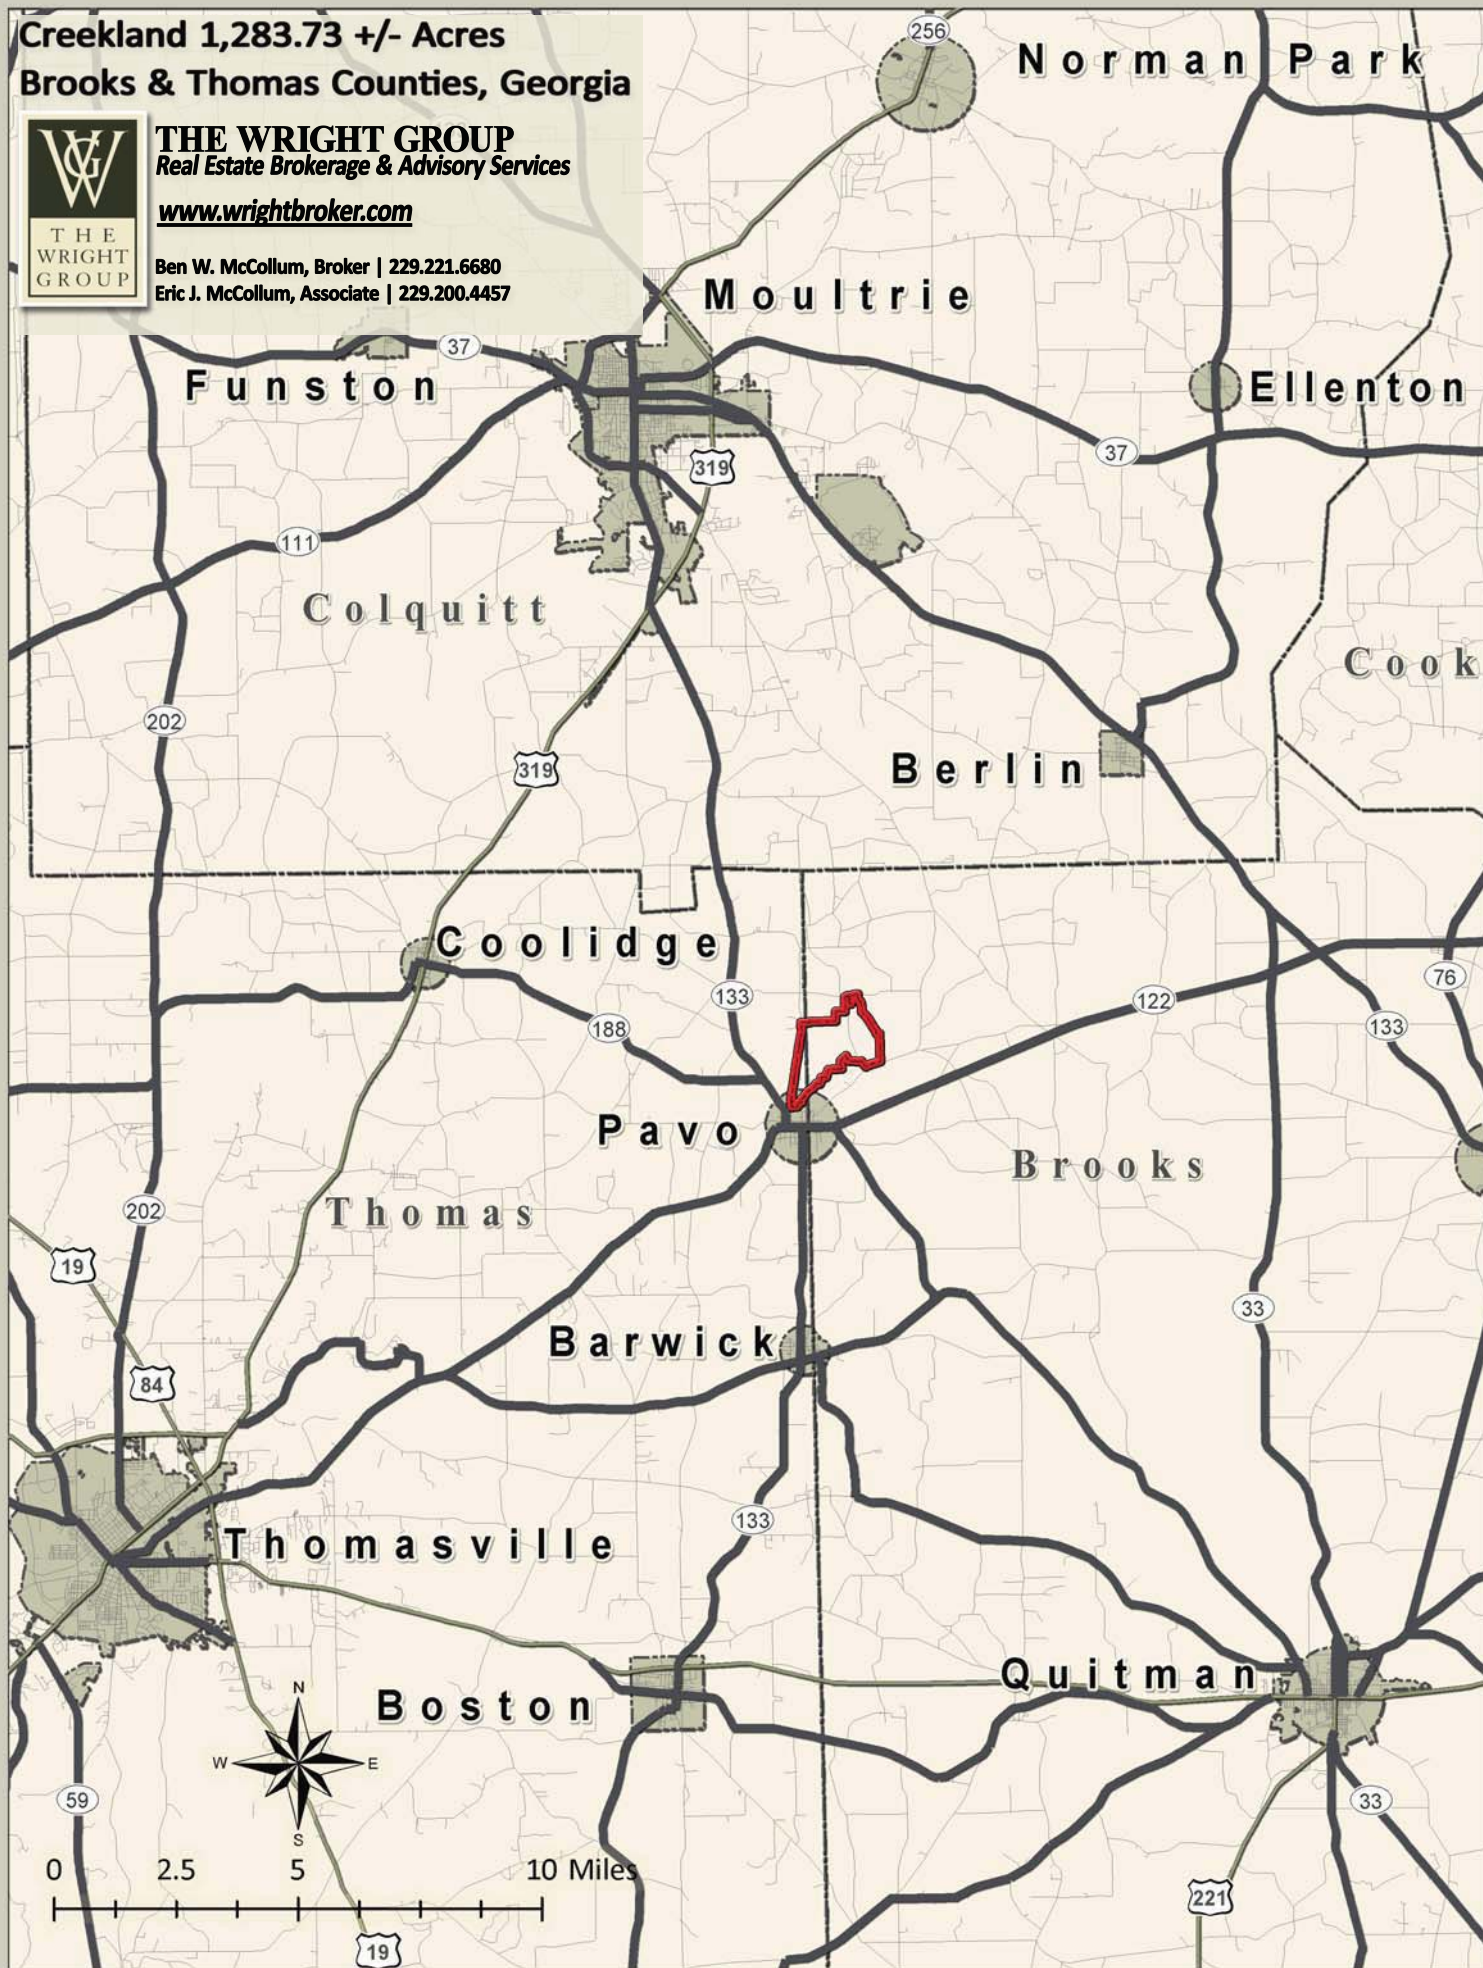 Creekland 1,283.73 +/- Acres
Brooks & Thomas Counties, Georgia
W
G
W
THE
WRIGHT
GROUP
THE WRIGHT GROUP
Real Estate Brokerage & Advisory Services
www.wrightbroker.com
Ben W. McCollum, Broker | 229.221.6680
Eric J. McCollum, Associate | 229.200.4457
256
Norman Park
Moultrie
37
Funston
Ellenton
37
319
111
Colquitt
Cook
202
319
Berlin
Coolidge
76
133
122
188
133
Pavo
Brooks
202
Thomas
19
33
Barwick
84
133
Thomasville
Quitman
Boston
N
W
E
S
59
33
0 2.5 5 10 Miles
221
19